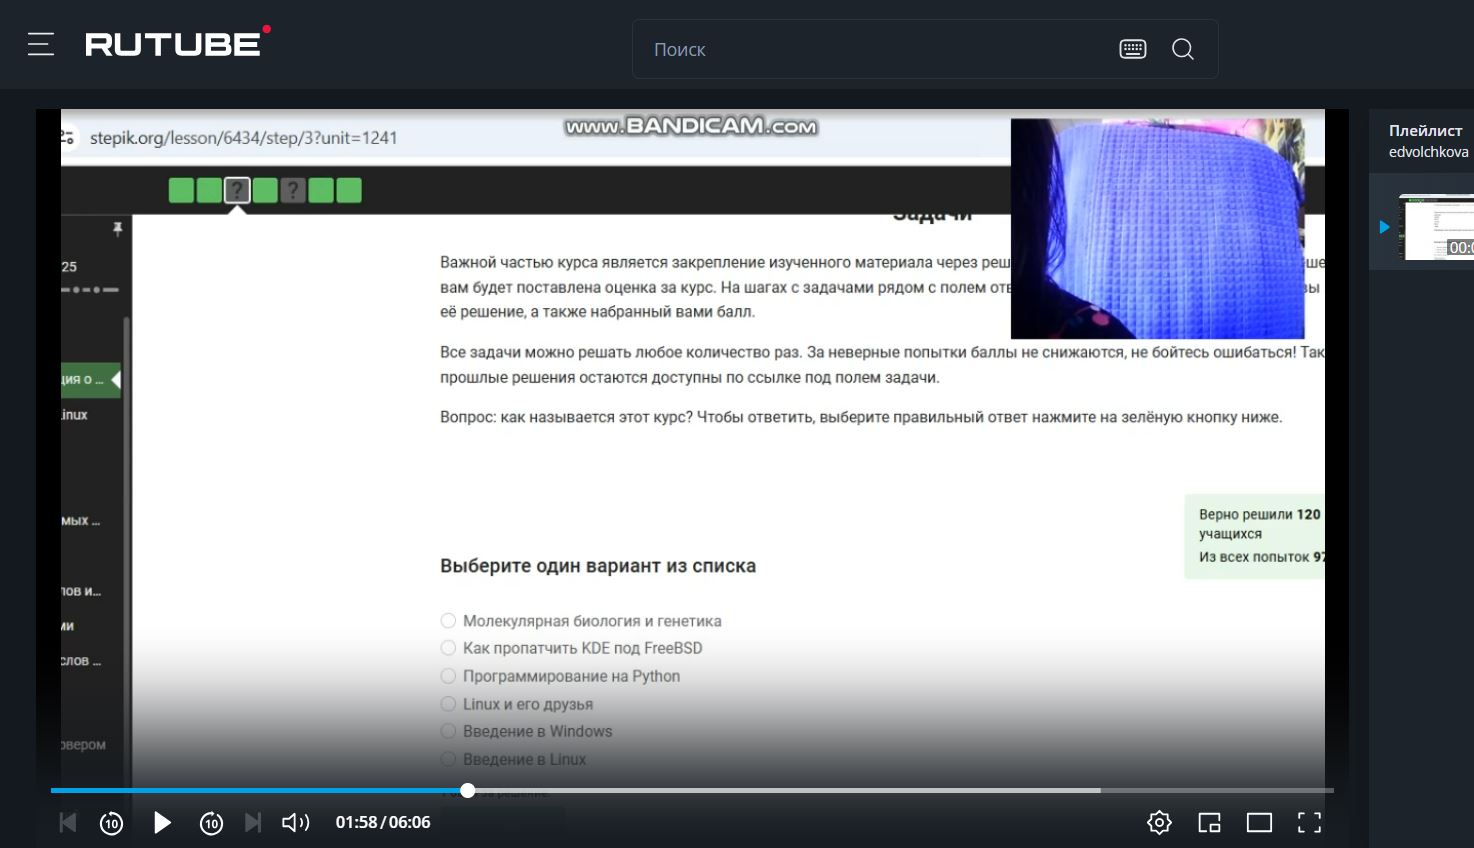 RUTUBE
Поиск
Плейлист
edvolchkova
stepik.org/lesson/6434/step/3?unit=1241
www.BANDICAM.com
?
?
Задачи
25
Важной частью курса является закрепление изученного материала через
вам будет поставлена оценка за курс. На шагах с задачами рядом с полем
её решение, а также набранный вами балл.
Все задачи можно решать любое количество раз. За неверные попытки баллы не снижаются, не бойтесь ошибаться! Так
прошлые решения остаются доступны по ссылке под полем задачи.
Вопрос: как называется этот курс? Чтобы ответить, выберите правильный ответ нажмите на зелёную кнопку ниже.
ция о ...
inux
мых ...
лов и...
ми
слов ...
рвером
Верно решили 120
учащихся
Из всех попыток 97
Выберите один вариант из списка
Молекулярная биология и генетика
Как пропатчить KDE под FreeBSD
Программирование на Python
Linux и его друзья
Введение в Windows
Введение в Linux
00:0
10
10
01:58 / 06:06